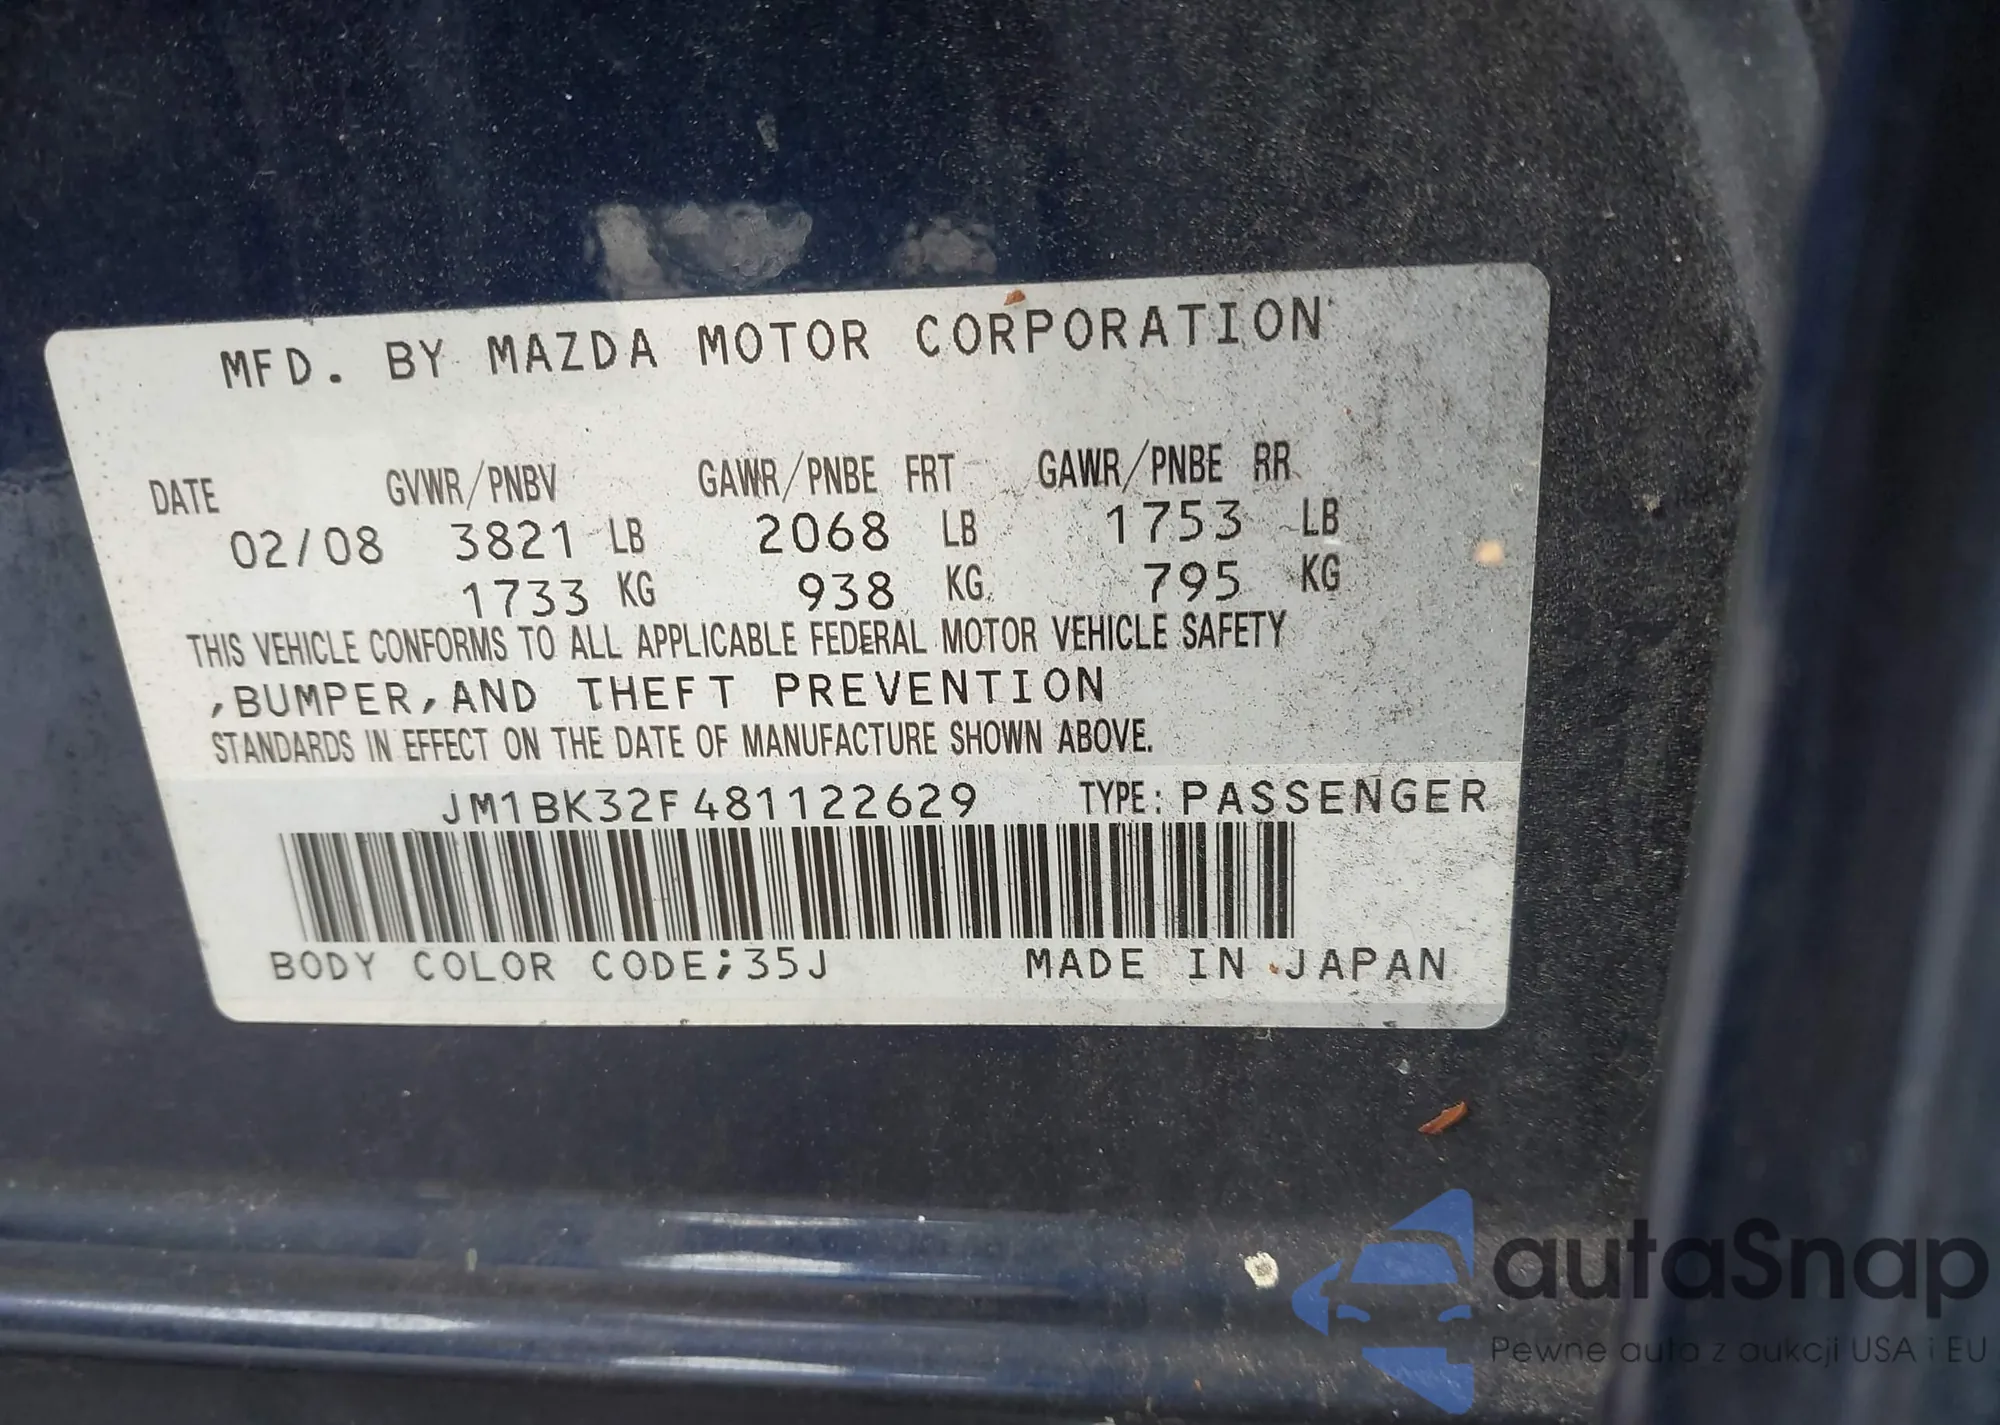 MFD. BY MAZDA MOTOR CORPORATION
DATE GVWR/PNBV GAWR/PNBE FRT GAWR/PNBE RR
02/08 3821 LB 2068 LB 1753 LB
1733 KG 938 KG 795 KG
THIS VEHICLE CONFORMS TO ALL APPLICABLE FEDERAL MOTOR VEHICLE SAFETY
,BUMPER,AND THEFT PREVENTION
STANDARDS IN EFFECT ON THE DATE OF MANUFACTURE SHOWN ABOVE.
JM1BK32F481122629 TYPE: PASSENGER
BODY COLOR CODE;35J MADE IN JAPAN
autaSnap
Pewne auta z aukcji USA i EU